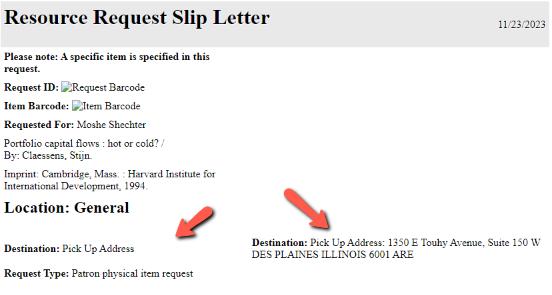 Resource Request Slip Letter
11/23/2023
Please note: A specific item is specified in this
request.
Request ID: Request Barcode
Item Barcode: Item Barcode
Requested For: Moshe Shechter
Portfolio capital flows : hot or cold? /
By: Claessens, Stijn.
Imprint: Cambridge, Mass. : Harvard Institute for
International Development, 1994.
Location: General
Destination: Pick Up Address
Destination: Pick Up Address: 1350 E Touhy Avenue, Suite 150 W
DES PLAINES ILLINOIS 6001 ARE
Request Type: Patron physical item request